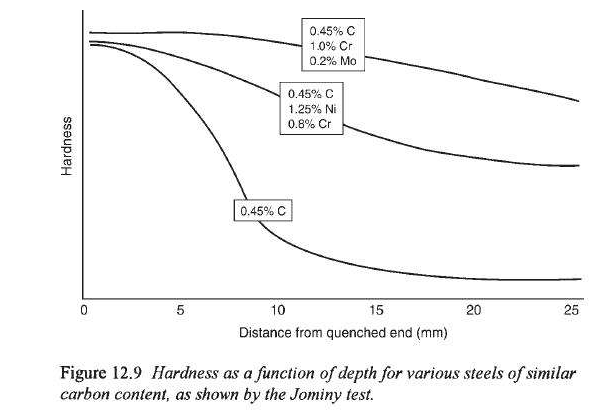 0.45% C
1.0% Cr
0.2% Mo
0.45% C
1.25% Ni
0.8% Cr
0.45% C
Hardness
0 5 10 15 20 25
Distance from quenched end (mm)
Figure 12.9 Hardness as a function of depth for various steels of similar
carbon content, as shown by the Jominy test.